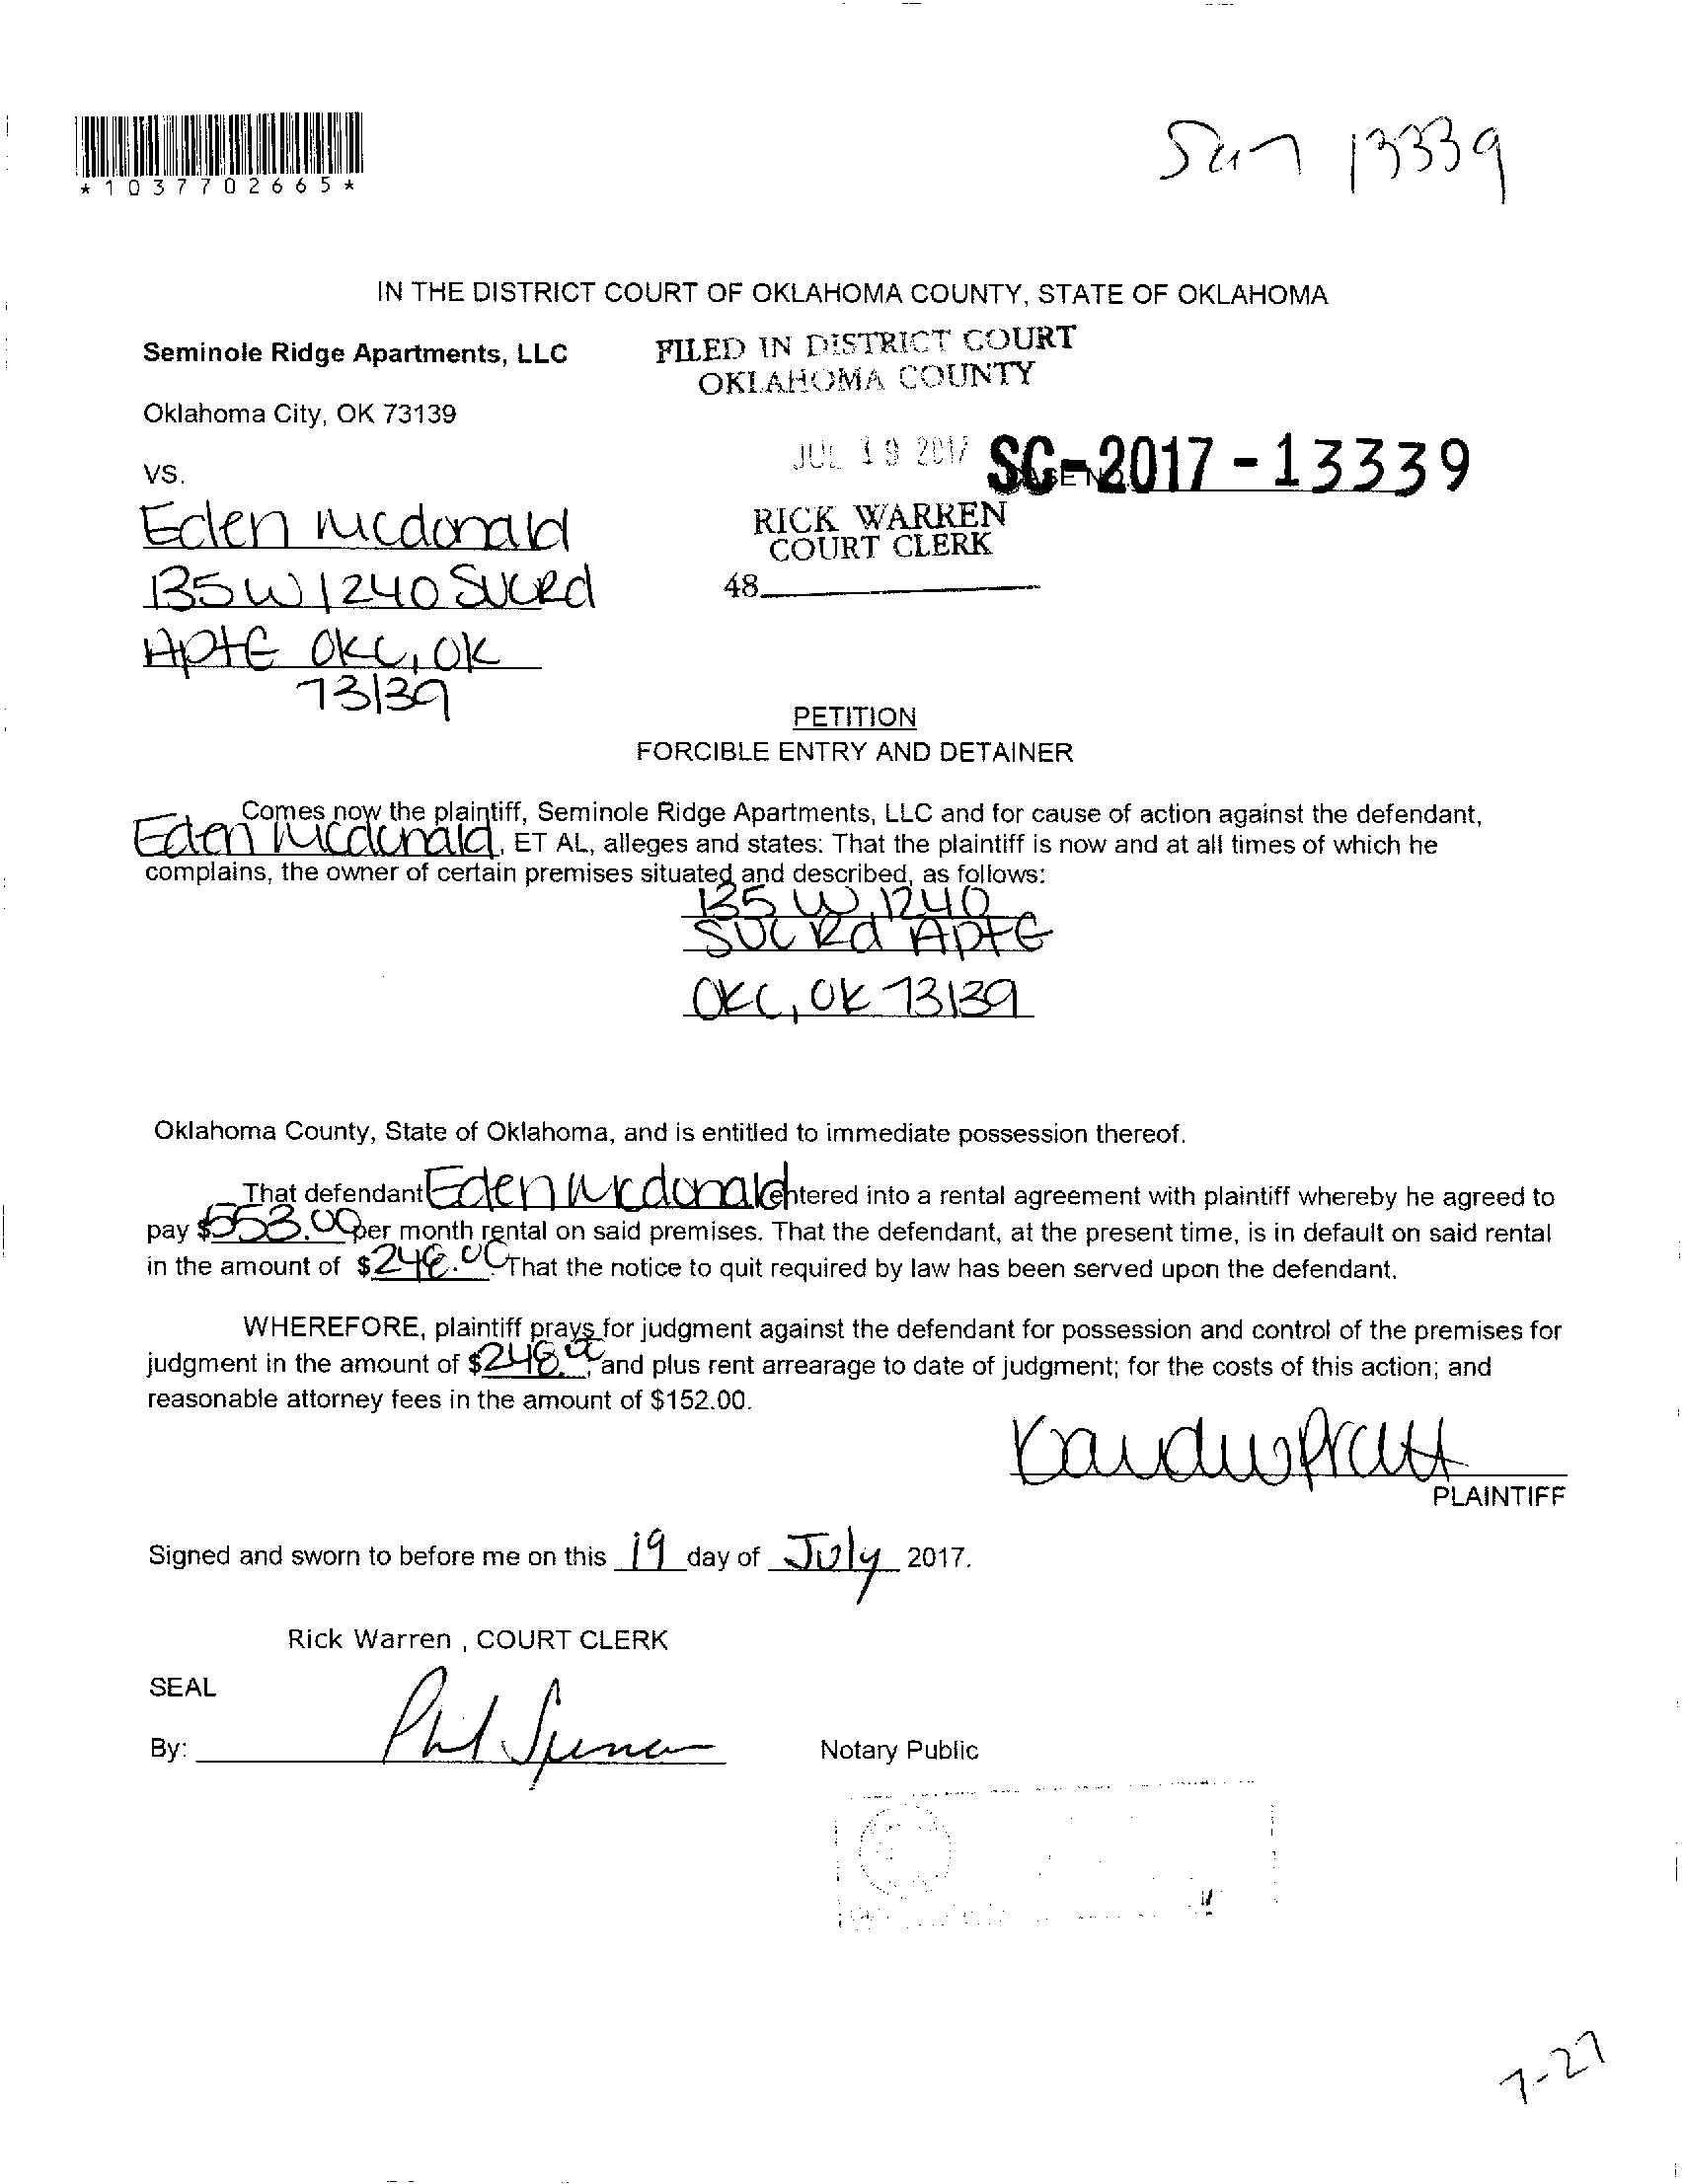 *1037702665*
13339
IN THE DISTRICT COURT OF OKLAHOMA COUNTY, STATE OF OKLAHOMA
Seminole Ridge Apartments, LLC
FILED IN DISTRICT COURT
OKLAHOMA COUNTY
Oklahoma City, OK 73139
JUL 19 2017
SC-2017-13339
VS.
Eden Mcdonald
RICK WARREN
COURT CLERK
135 W I240 Svc Rd
48
Apt E OKC, OK
73139
PETITION
FORCIBLE ENTRY AND DETAINER
Comes now the plaintiff, Seminole Ridge Apartments, LLC and for cause of action against the defendant,
Eden Mcdonald, ET AL, alleges and states: That the plaintiff is now and at all times of which he
complains, the owner of certain premises situated and described, as follows:
135 W I240
SVC Rd Apt E
OKC, OK 73139
Oklahoma County, State of Oklahoma, and is entitled to immediate possession thereof.
That defendant Eden Mcdonald entered into a rental agreement with plaintiff whereby he agreed to
pay $553.00 per month rental on said premises. That the defendant, at the present time, is in default on said rental
in the amount of $248.00 That the notice to quit required by law has been served upon the defendant.
WHEREFORE, plaintiff prays for judgment against the defendant for possession and control of the premises for
judgment in the amount of $248.00, and plus rent arrearage to date of judgment; for the costs of this action; and
reasonable attorney fees in the amount of $152.00.
PLAINTIFF
Signed and sworn to before me on this 19 day of July 2017.
Rick Warren , COURT CLERK
SEAL
By:
Notary Public
7-27